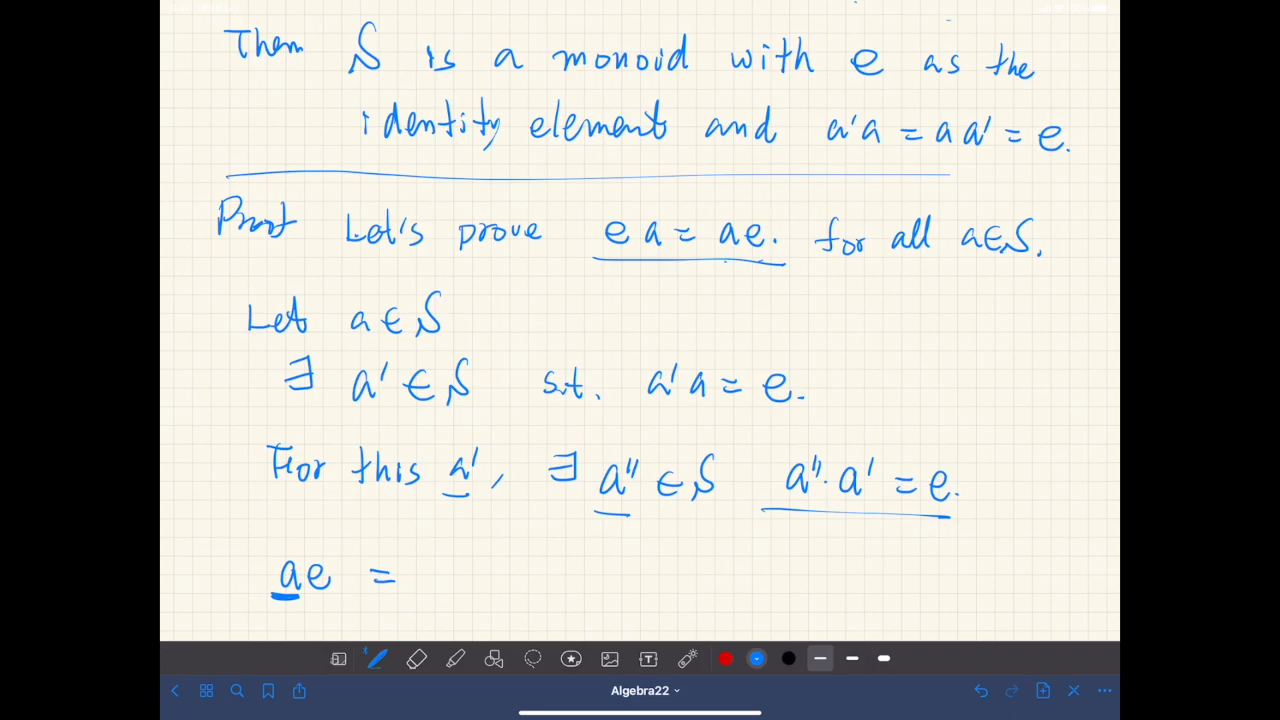 Then S is a monoid with e as the
identity element and a'a = aa' = e.
Proof Let's prove ea = ae. for all a∈S.
Let a∈S
∃ a' ∈ S s.t. a'a = e.
For this a', ∃ a'' ∈ S a''·a' = e.
ae =
Algebra22